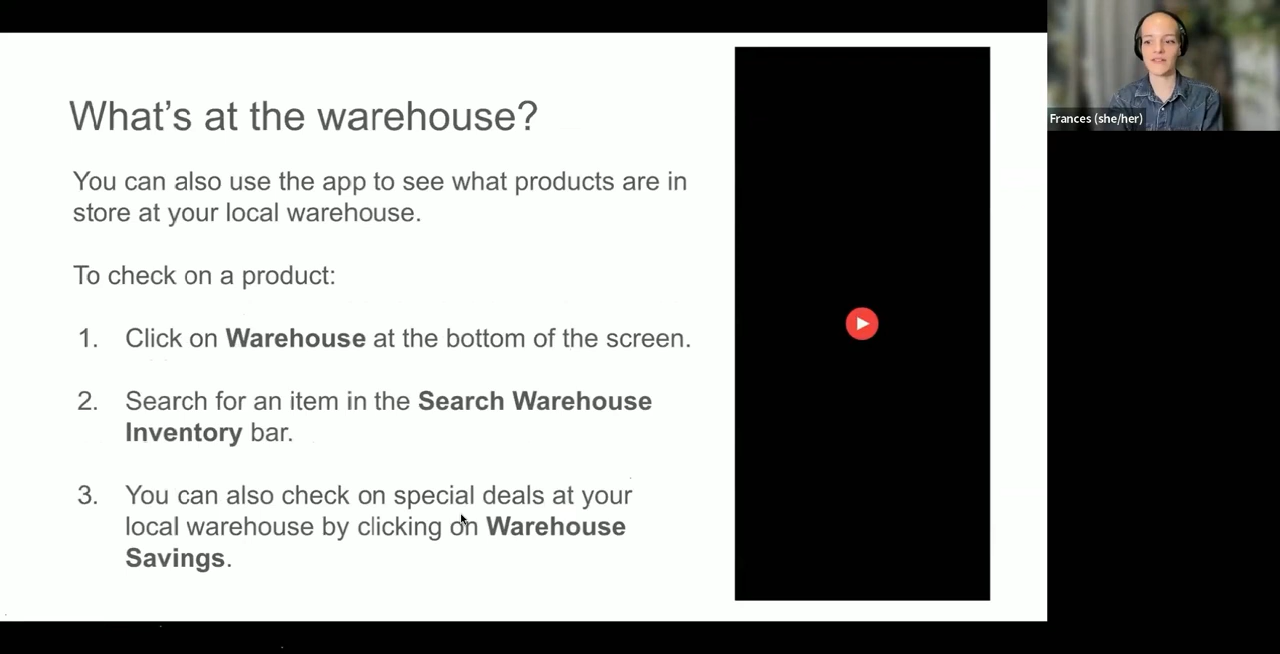 What’s at the warehouse?
You can also use the app to see what products are in
store at your local warehouse.
To check on a product:
1. Click on Warehouse at the bottom of the screen.
2. Search for an item in the Search Warehouse
Inventory bar.
3. You can also check on special deals at your
local warehouse by clicking on Warehouse
Savings.
Frances (she/her)